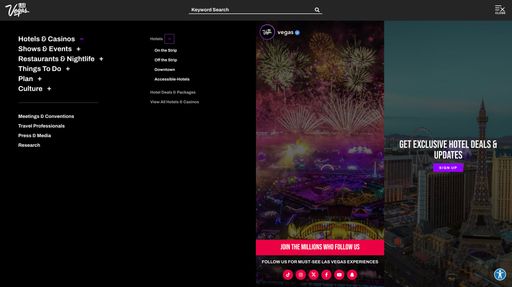 Vegas
Keyword Search
CLOSE
Hotels & Casinos -
Shows & Events +
Restaurants & Nightlife +
Things To Do +
Plan +
Culture +
Meetings & Conventions
Travel Professionals
Press & Media
Research
Hotels -
On the Strip
Off the Strip
Downtown
Accessible Hotels
Hotel Deals & Packages
View All Hotels & Casinos
vegas
JOIN THE MILLIONS WHO FOLLOW US
FOLLOW US FOR MUST-SEE LAS VEGAS EXPERIENCES
GET EXCLUSIVE HOTEL DEALS &
UPDATES
SIGN UP